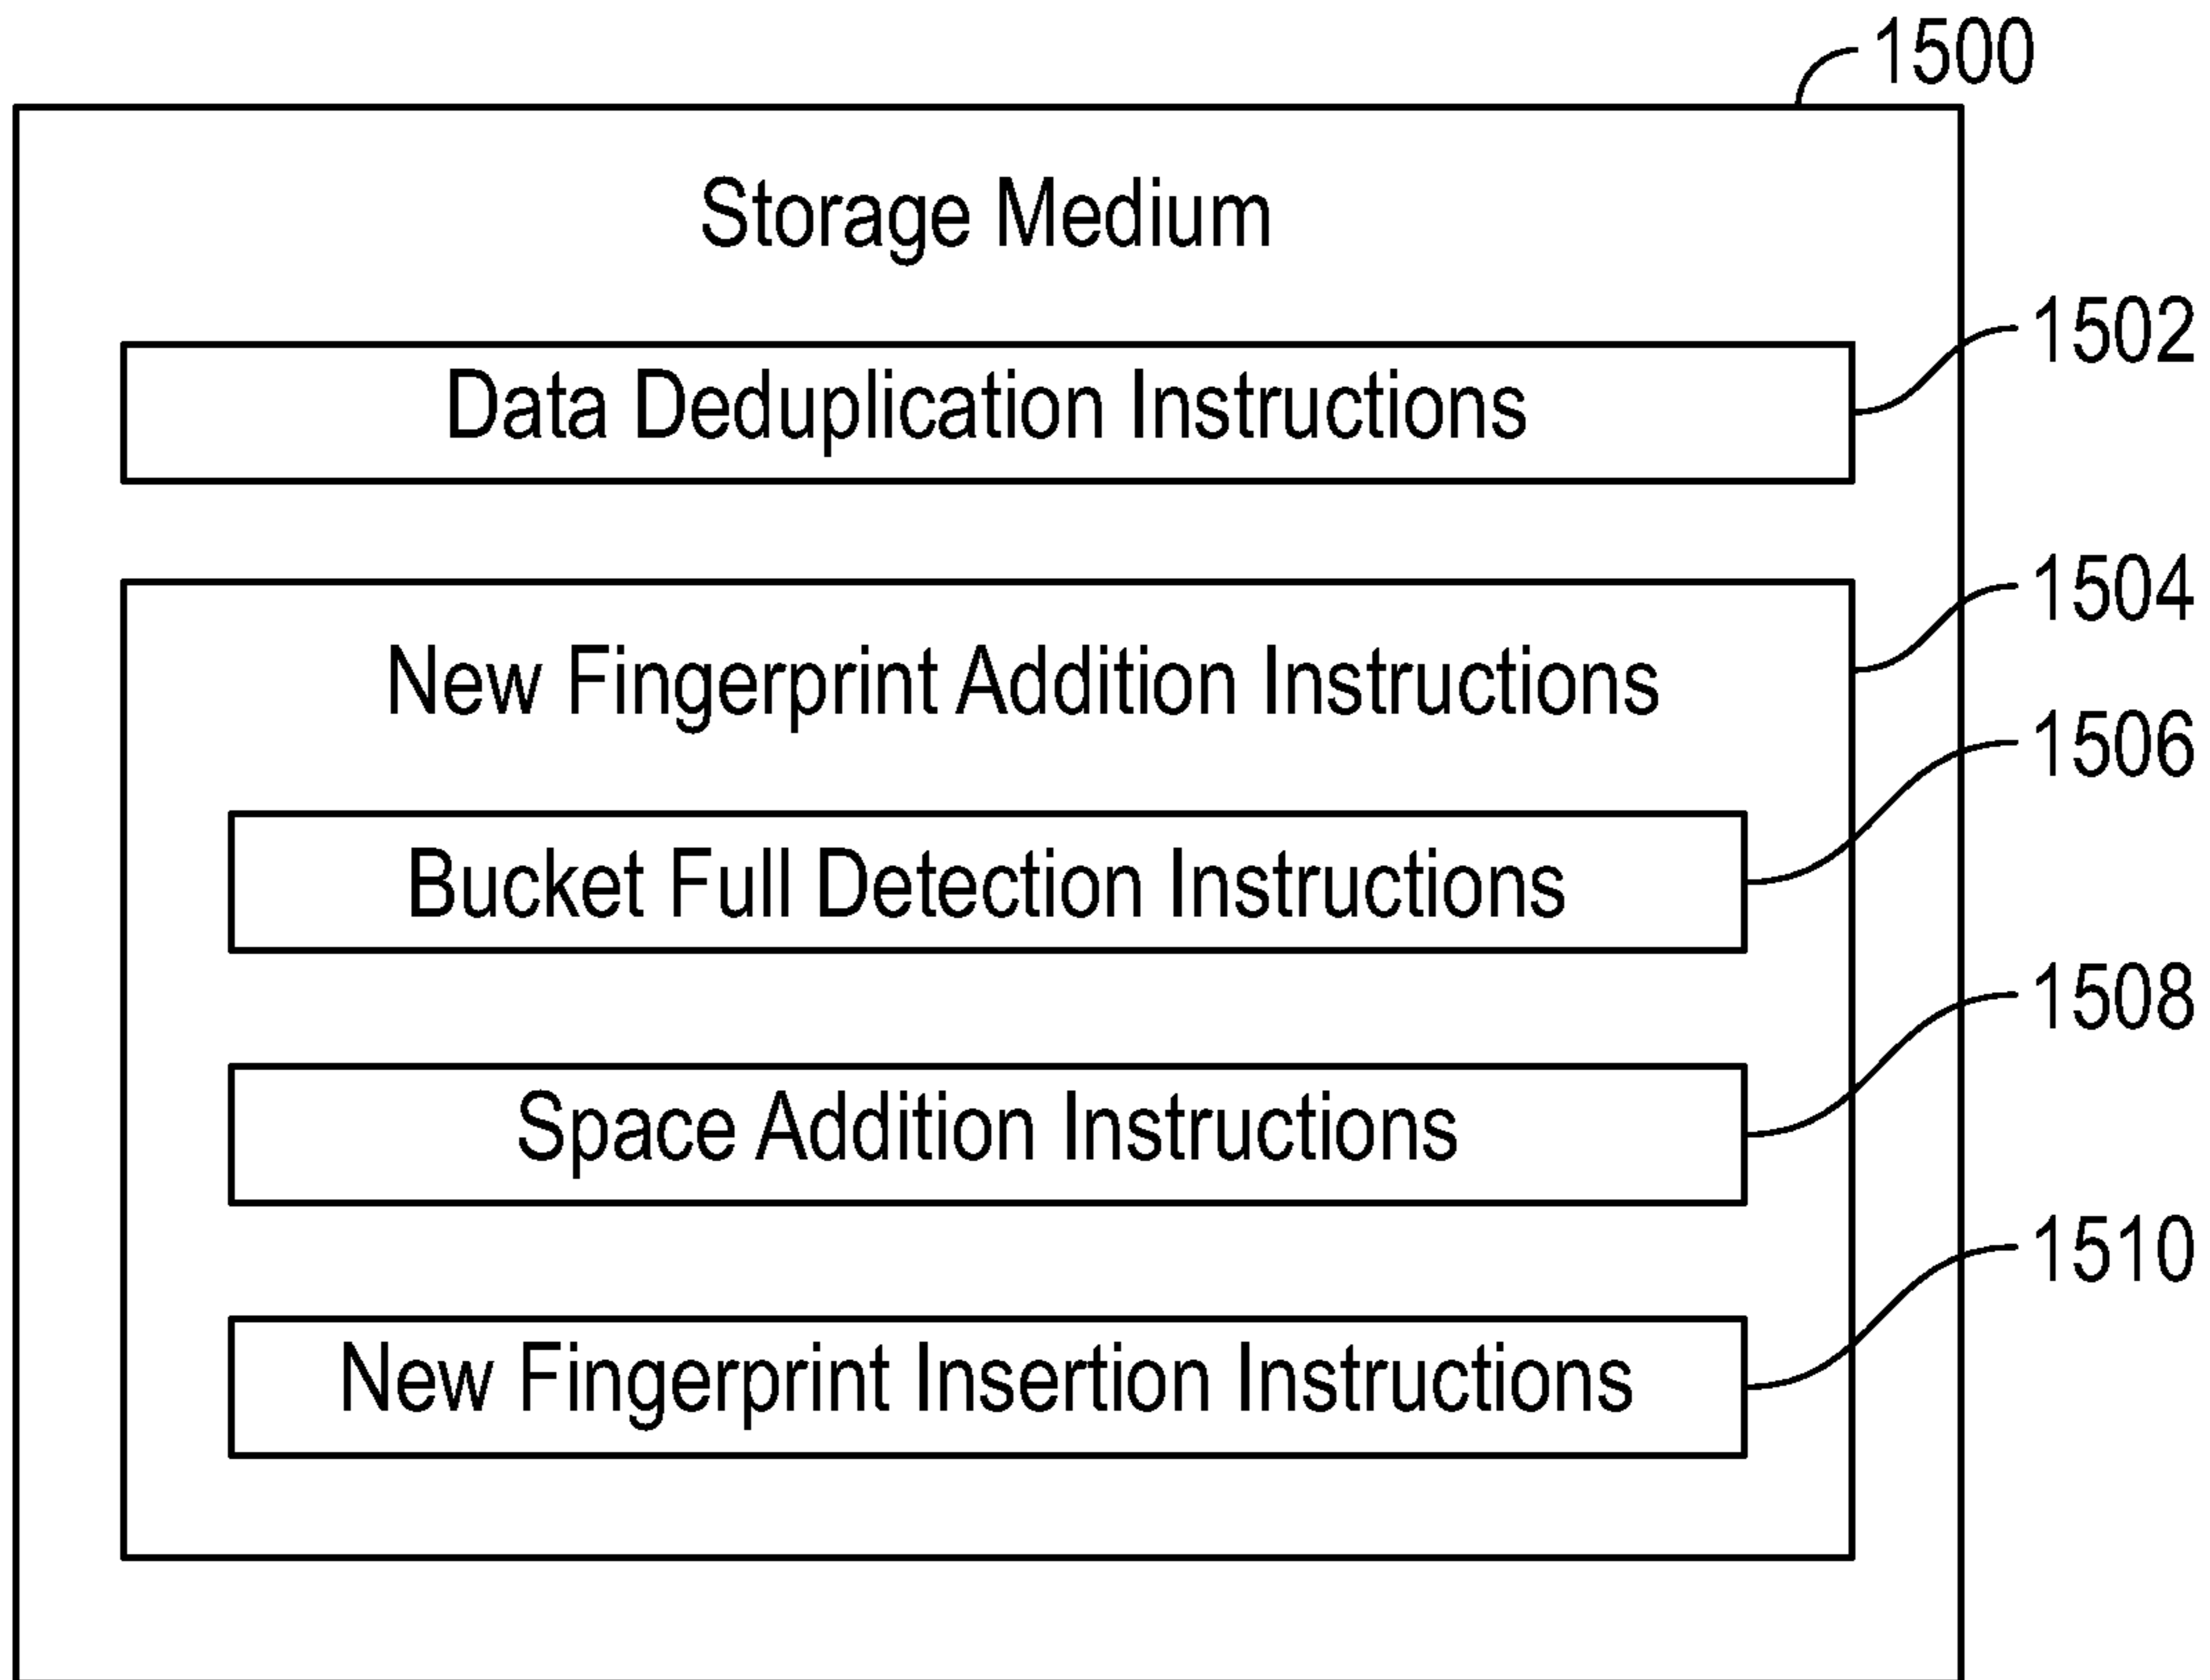 1500
Storage Medium
1502
Data Deduplication Instructions
1504
New Fingerprint Addition Instructions
1506
Bucket Full Detection Instructions
1508
Space Addition Instructions
1510
New Fingerprint Insertion Instructions